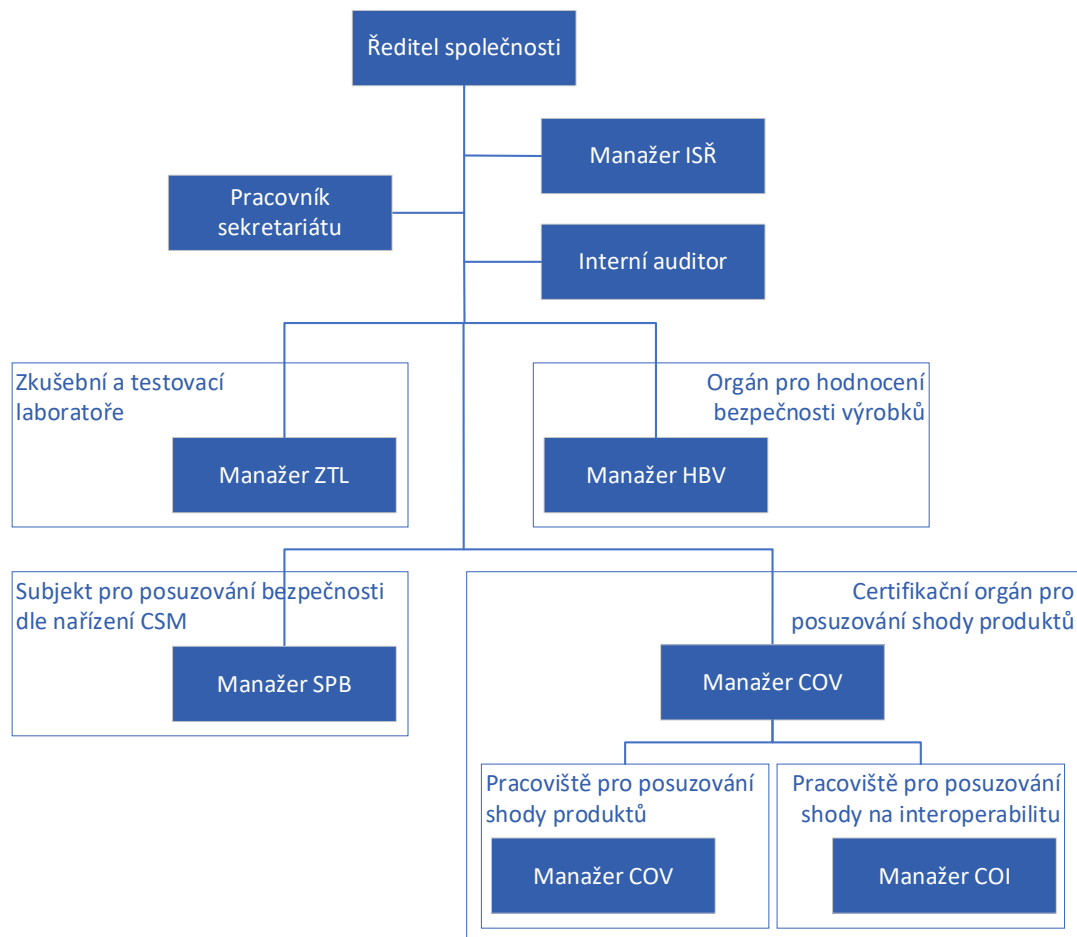 Ředitel společnosti
Manažer ISŘ
Pracovník
sekretariátu
Interní auditor
Zkušební a testovací
laboratoře
Manažer ZTL
Orgán pro hodnocení
bezpečnosti výrobků
Manažer HBV
Subjekt pro posuzování bezpečnosti
dle nařízení CSM
Manažer SPB
Certifikační orgán pro
posuzování shody produktů
Manažer COV
Pracoviště pro posuzování
shody produktů
Manažer COV
Pracoviště pro posuzování
shody na interoperabilitu
Manažer COI